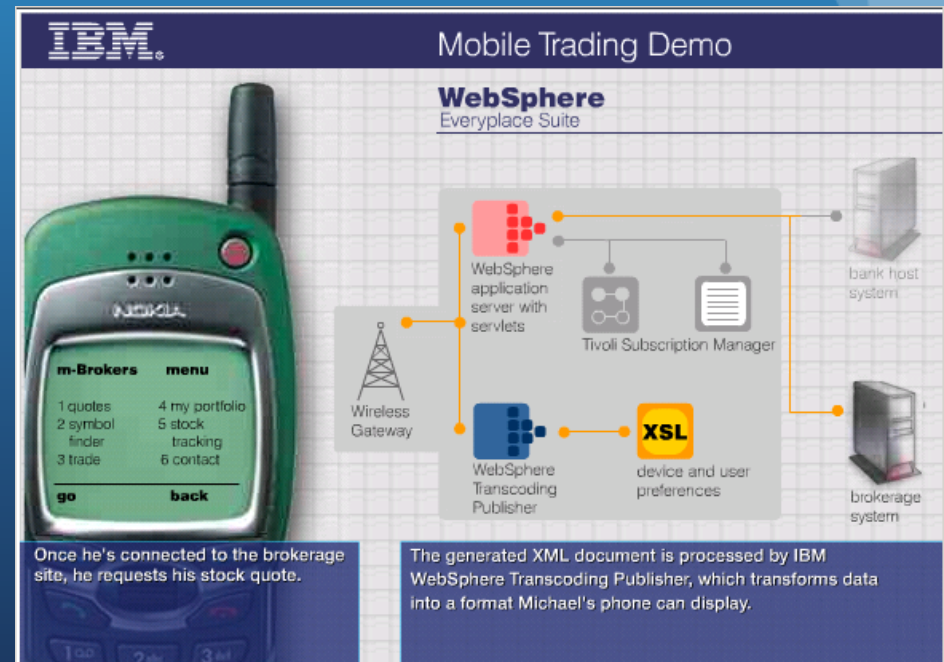 IBM.
Mobile Trading Demo
WebSphere
Everyplace Suite
NOKIA
m-Brokers menu
1 quotes 4 my portfolio
2 symbol 5 stock
finder tracking
3 trade 6 contact
go back
Wireless
Gateway
WebSphere
application
server with
servlets
Tivoli Subscription Manager
WebSphere
Transcoding
Publisher
XSL
device and user
preferences
bank host
system
brokerage
system
Once he's connected to the brokerage
site, he requests his stock quote.
The generated XML document is processed by IBM
WebSphere Transcoding Publisher, which transforms data
into a format Michael's phone can display.